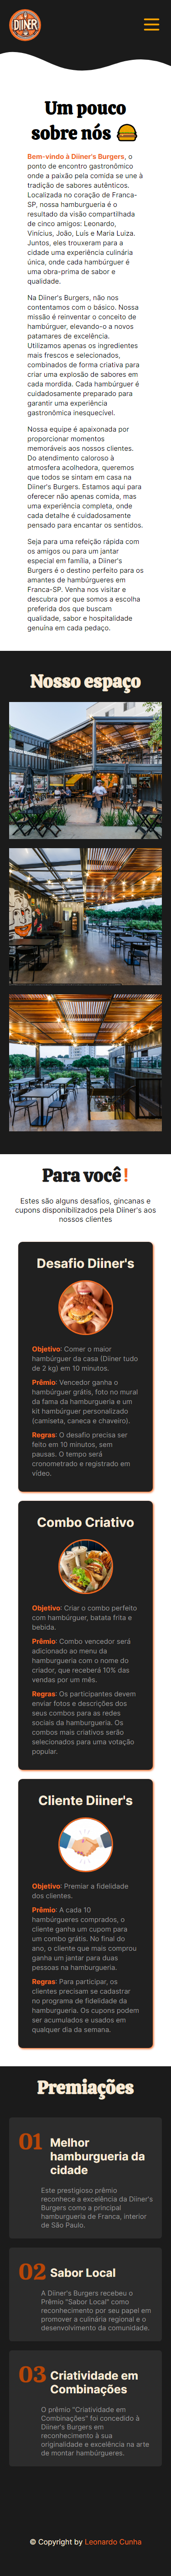 DIINER
Um pouco
sobre nós
Bem-vindo à Diiner's Burgers, o
ponto de encontro gastronômico
onde a paixão pela comida se une à
tradição de sabores autênticos.
Localizada no coração de Franca-
SP, nossa hamburgueria é o
resultado da visão compartilhada
de cinco amigos: Leonardo,
Vinícius, João, Luís e Maria Luiza.
Juntos, eles trouxeram para a
cidade uma experiência culinária
única, onde cada hambúrguer é
uma obra-prima de sabor e
qualidade.
Na Diiner's Burgers, não nos
contentamos com o básico. Nossa
missão é reinventar o conceito de
hambúrguer, elevando-o a novos
patamares de excelência.
Utilizamos apenas os ingredientes
mais frescos e selecionados,
combinados de forma criativa para
criar uma explosão de sabores em
cada mordida. Cada hambúrguer é
cuidadosamente preparado para
garantir uma experiência
gastronômica inesquecível.
Nossa equipe é apaixonada por
proporcionar momentos
memoráveis aos nossos clientes.
Do atendimento caloroso à
atmosfera acolhedora, queremos
que todos se sintam em casa na
Diiner's Burgers. Estamos aqui para
oferecer não apenas comida, mas
uma experiência completa, onde
cada detalhe é cuidadosamente
pensado para encantar os sentidos.
Seja para uma refeição rápida com
os amigos ou para um jantar
especial em família, a Diiner's
Burgers é o destino perfeito para os
amantes de hambúrgueres em
Franca-SP. Venha nos visitar e
descubra por que somos a escolha
preferida dos que buscam
qualidade, sabor e hospitalidade
genuína em cada pedaço.
Nosso espaço
Para você!
Estes são alguns desafios, gincanas e
cupons disponibilizados pela Diiner's aos
nossos clientes
Desafio Diiner's
Objetivo: Comer o maior
hambúrguer da casa (Diiner tudo
de 2 kg) em 10 minutos.
Prêmio: Vencedor ganha o
hambúrguer grátis, foto no mural
da fama da hamburgueria e um
kit hambúrguer personalizado
(camiseta, caneca e chaveiro).
Regras: O desafio precisa ser
feito em 10 minutos, sem
pausas. O tempo será
cronometrado e registrado em
vídeo.
Combo Criativo
Objetivo: Criar o combo perfeito
com hambúrguer, batata frita e
bebida.
Prêmio: Combo vencedor será
adicionado ao menu da
hamburgueria com o nome do
criador, que receberá 10% das
vendas por um mês.
Regras: Os participantes devem
enviar fotos e descrições dos
seus combos para as redes
sociais da hamburgueria. Os
combos mais criativos serão
selecionados para uma votação
popular.
Cliente Diiner's
Objetivo: Premiar a fidelidade
dos clientes.
Prêmio: A cada 10
hambúrgueres comprados, o
cliente ganha um cupom para
um combo grátis. No final do
ano, o cliente que mais comprou
ganha um jantar para duas
pessoas na hamburgueria.
Regras: Para participar, os
clientes precisam se cadastrar
no programa de fidelidade da
hamburgueria. Os cupons podem
ser acumulados e usados em
qualquer dia da semana.
Premiações
01 Melhor
hamburgueria da
cidade
Este prestigioso prêmio
reconhece a excelência da Diiner's
Burgers como a principal
hamburgueria de Franca, interior
de São Paulo.
02 Sabor Local
A Diiner's Burgers recebeu o
Prêmio "Sabor Local" como
reconhecimento por seu papel em
promover a culinária regional e o
desenvolvimento da comunidade.
03 Criatividade em
Combinações
O prêmio "Criatividade em
Combinações" foi concedido à
Diiner's Burgers em
reconhecimento à sua
originalidade e excelência na arte
de montar hambúrgueres.
© Copyright by Leonardo Cunha